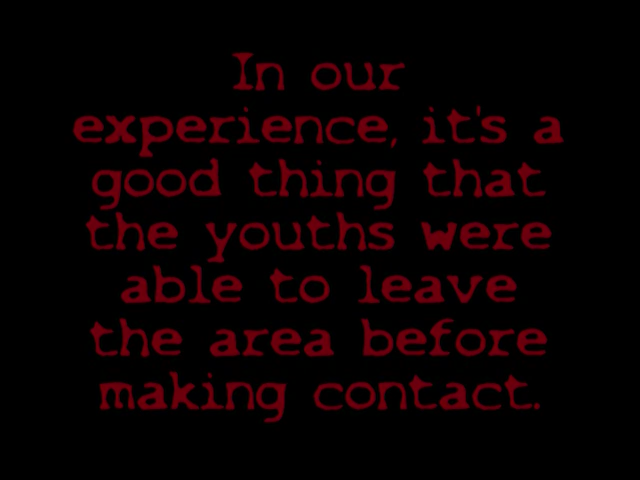 In our
experience, it's a
good thing that
the youths were
able to leave
the area before
making contact.